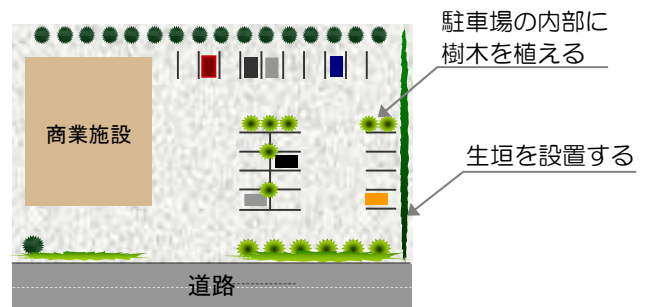 駐車場の内部に
樹木を植える
商業施設
生垣を設置する
道路